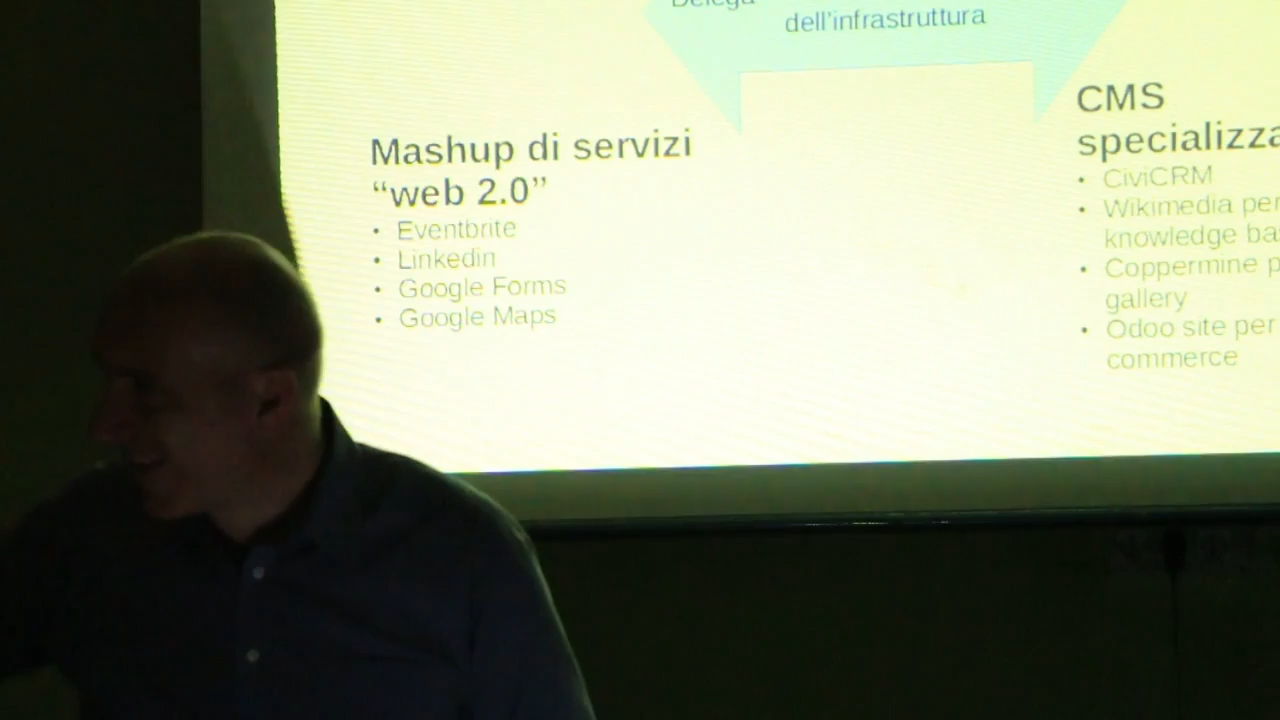 Delega
dell'infrastruttura
Mashup di servizi
“web 2.0”
• Eventbrite
• Linkedin
• Google Forms
• Google Maps
CMS
specializza
• CiviCRM
• Wikimedia per
knowledge ba
• Coppermine p
gallery
• Odoo site per
commerce